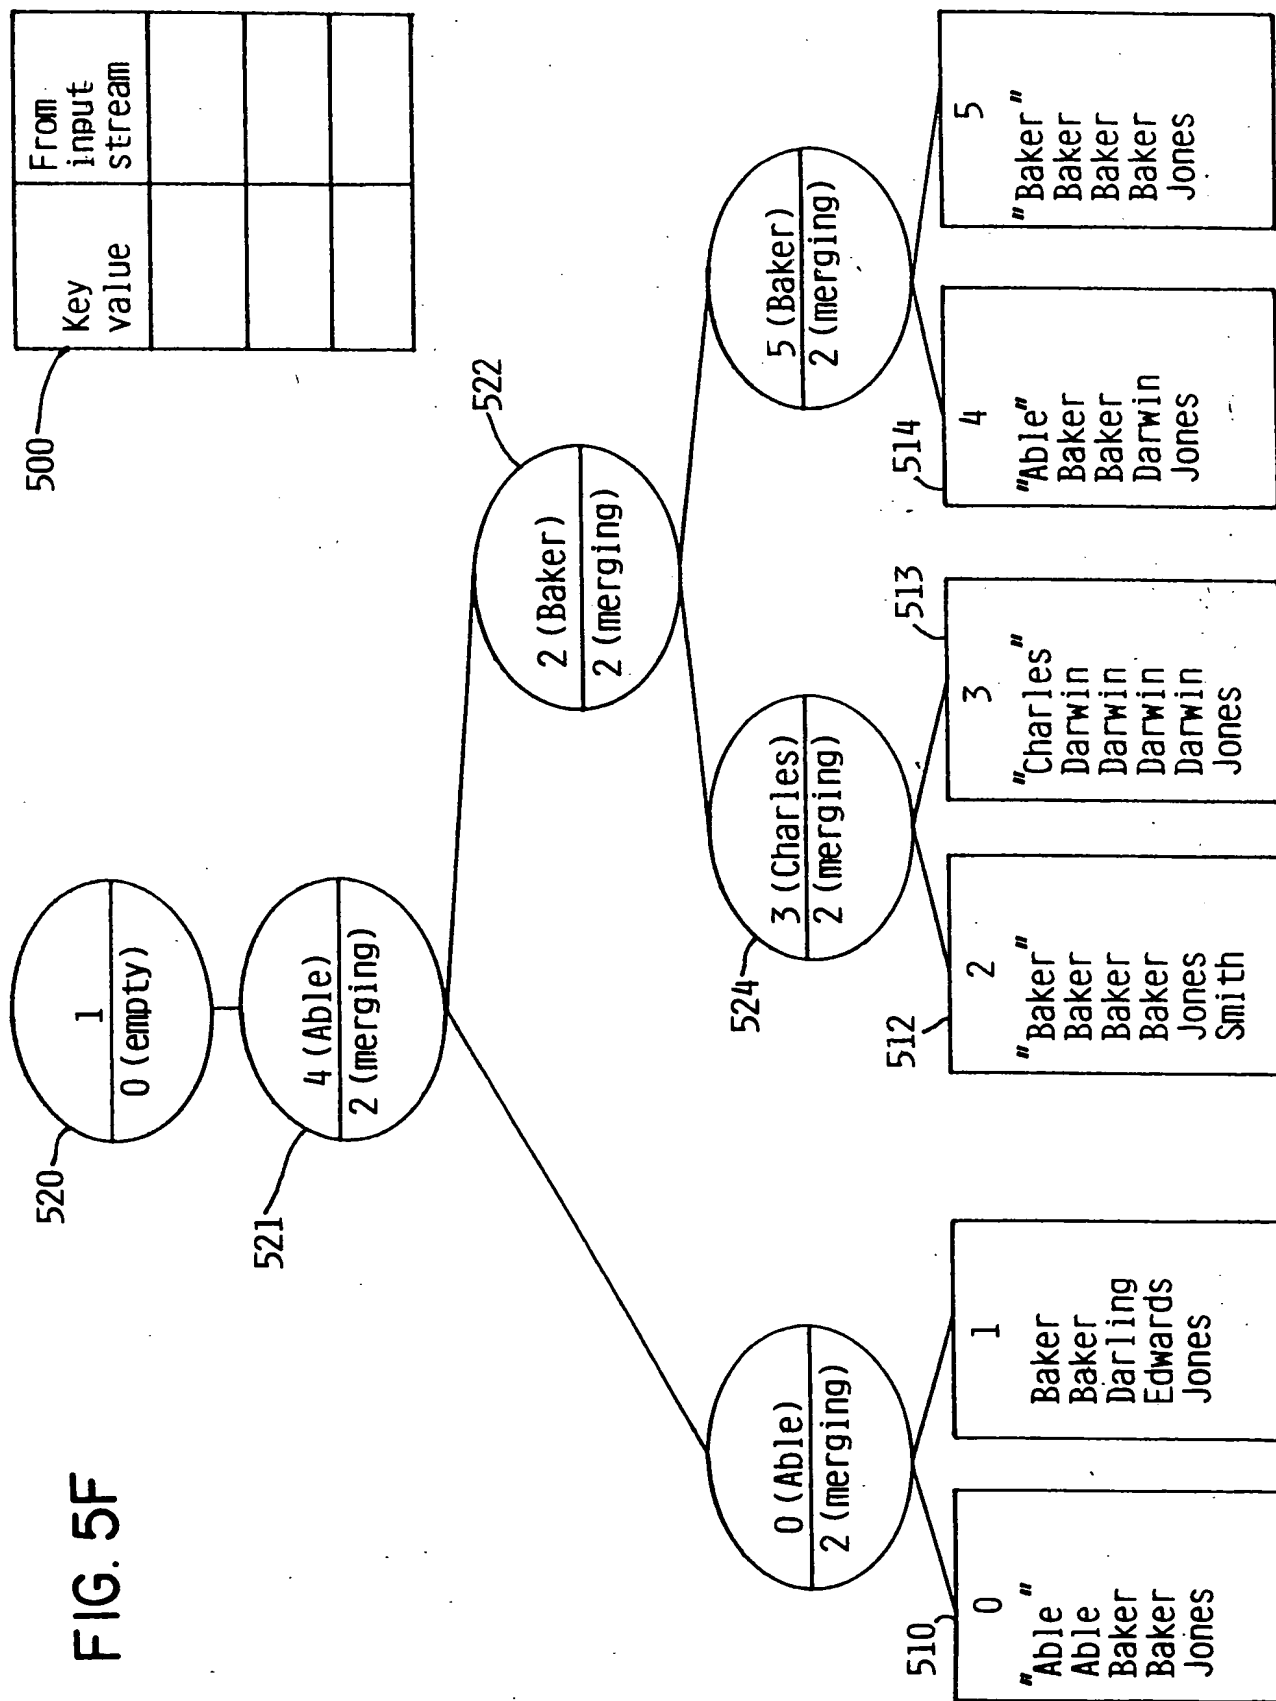 FIG. 5F
500
Key value
From input stream
520
1
0 (empty)
521
4 (Able)
2 (merging)
522
2 (Baker)
2 (merging)
0 (Able)
2 (merging)
524
3 (Charles)
2 (merging)
5 (Baker)
2 (merging)
510
0
"Able"
Able
Baker
Baker
Jones
1
Baker
Baker
Darling
Edwards
Jones
512
2
"Baker"
Baker
Baker
Baker
Jones
Smith
513
3
"Charles"
Darwin
Darwin
Darwin
Darwin
Jones
514
4
"Able"
Baker
Baker
Darwin
Jones
5
"Baker"
Baker
Baker
Baker
Jones